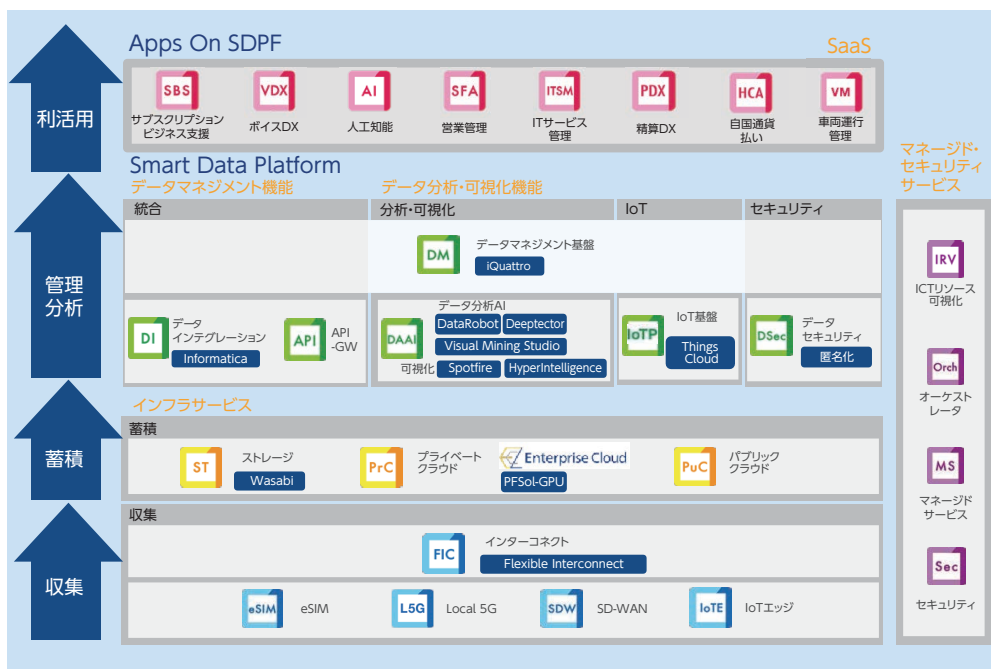 利活用
Apps On SDPF
SaaS
SBS
サブスクリプション
ビジネス支援
VDX
ボイスDX
AI
人工知能
SFA
営業管理
ITSM
ITサービス
管理
PDX
精算DX
HCA
自国通貨
払い
VM
車両運行
管理
Smart Data Platform
データマネジメント機能
データ分析・可視化機能
管理
分析
統合
分析・可視化
IoT
セキュリティ
DM
データマネジメント基盤
iQuattro
DI
データ
インテグレーション
Informatica
API
API
-GW
DAAI
データ分析AI
DataRobot
Deeptector
Visual Mining Studio
可視化
Spotfire
HyperIntelligence
IoTP
IoT基盤
Things
Cloud
DSec
データ
セキュリティ
匿名化
インフラサービス
蓄積
蓄積
ST
ストレージ
Wasabi
PrC
プライベート
クラウド
Enterprise Cloud
PFSol-GPU
PuC
パブリック
クラウド
収集
収集
FIC
インターコネクト
Flexible Interconnect
eSIM
eSIM
L5G
Local 5G
SDW
SD-WAN
IoTE
IoTエッジ
マネージド・
セキュリティ
サービス
IRV
ICTリソース
可視化
Orch
オーケスト
レータ
MS
マネージド
サービス
Sec
セキュリティ